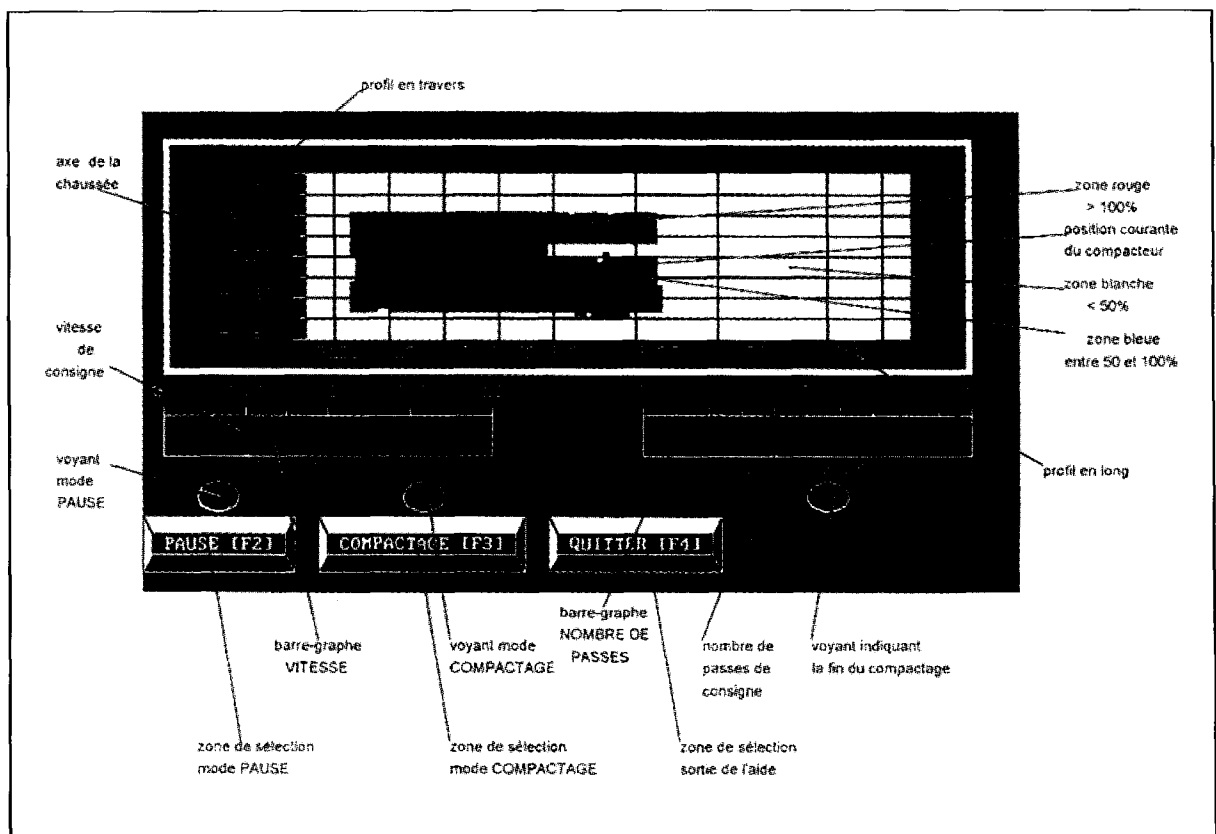 profil en travers
axe de la
chaussée
zone rouge
> 100%
position courante
du compacteur
zone blanche
< 50%
zone bleue
entre 50 et 100%
vitesse
de
consigne
voyant
mode
PAUSE
profil en long
PAUSE [F2]
COMPACTAGE [F3]
QUITTER [F4]
barre-graphe
VITESSE
voyant mode
COMPACTAGE
barre-graphe
NOMBRE DE
PASSES
nombre de
passes de
consigne
voyant indiquant
la fin du compactage
zone de sélection
mode PAUSE
zone de sélection
mode COMPACTAGE
zone de sélection
sortie de l'aide